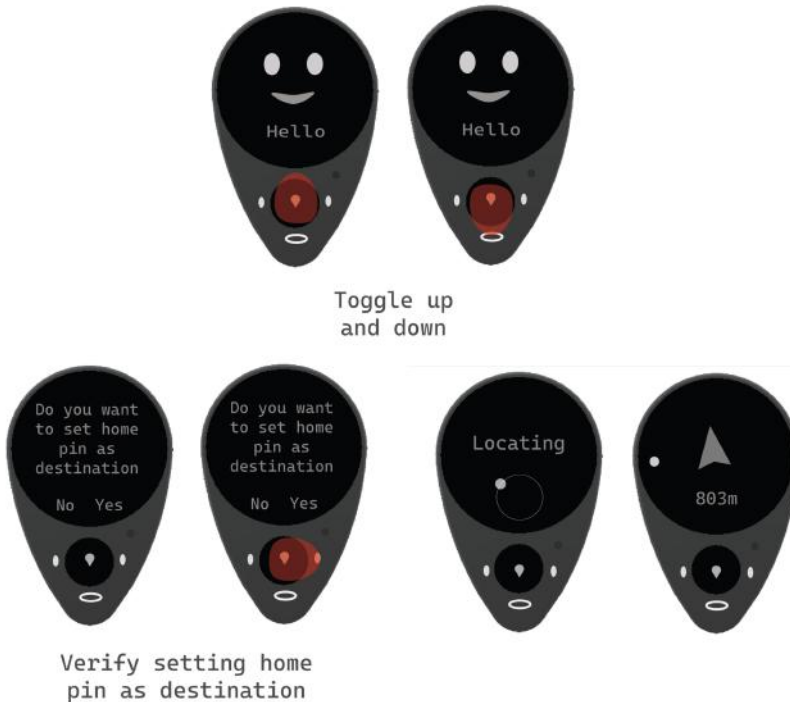 Hello
Hello
Toggle up
and down
Do you want
to set home
pin as
destination
No Yes
Do you want
to set home
pin as
destination
No Yes
Verify setting home
pin as destination
Locating
803m